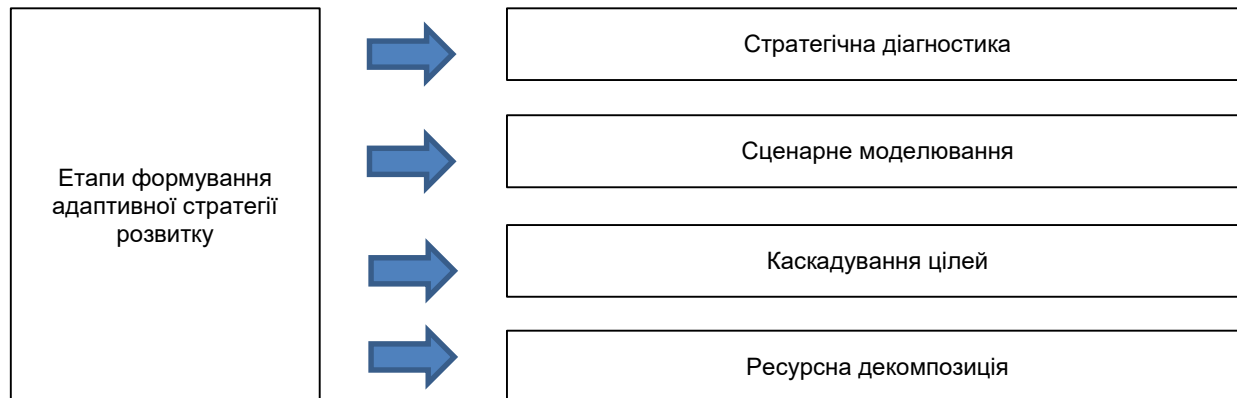 Етапи формування
адаптивної стратегії
розвитку
Стратегічна діагностика
Сценарне моделювання
Каскадування цілей
Ресурсна декомпозиція